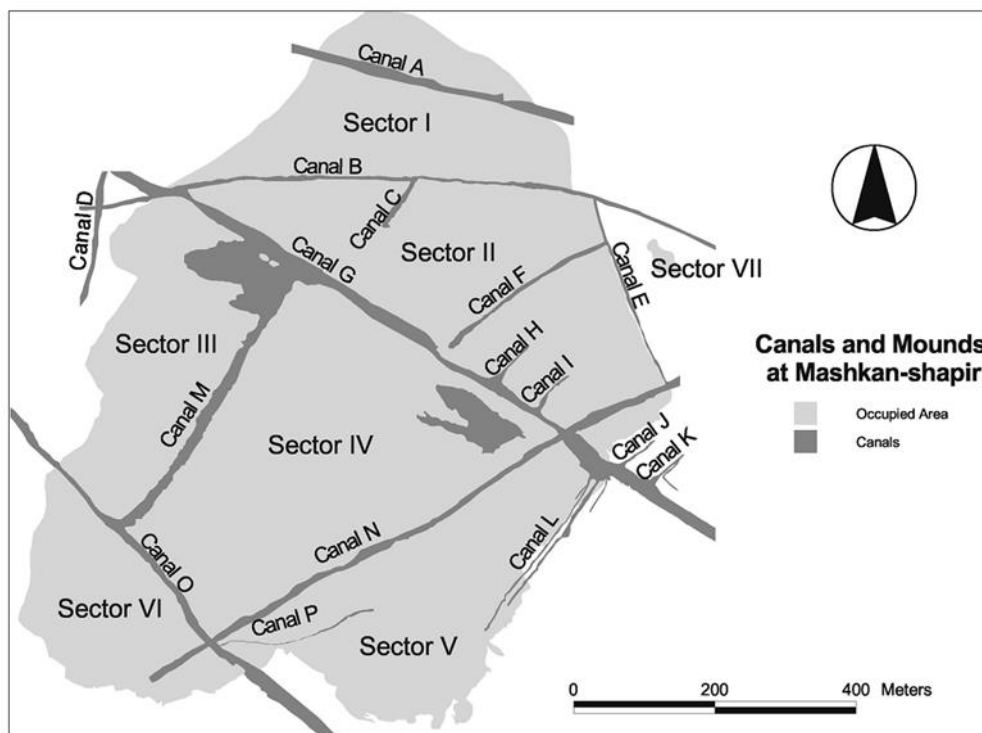 Canal A
Sector I
Canal B
Canal C
Canal D
Sector II
Canal G
Canal E
Sector VII
Canal F
Sector III
Canals and Mounds
at Mashkan-shapir
Canal H
Canal I
Canal M
Occupied Area
Canals
Sector IV
Canal J
Canal K
Canal N
Canal L
Canal O
Sector VI
Canal P
Sector V
0 200 400 Meters